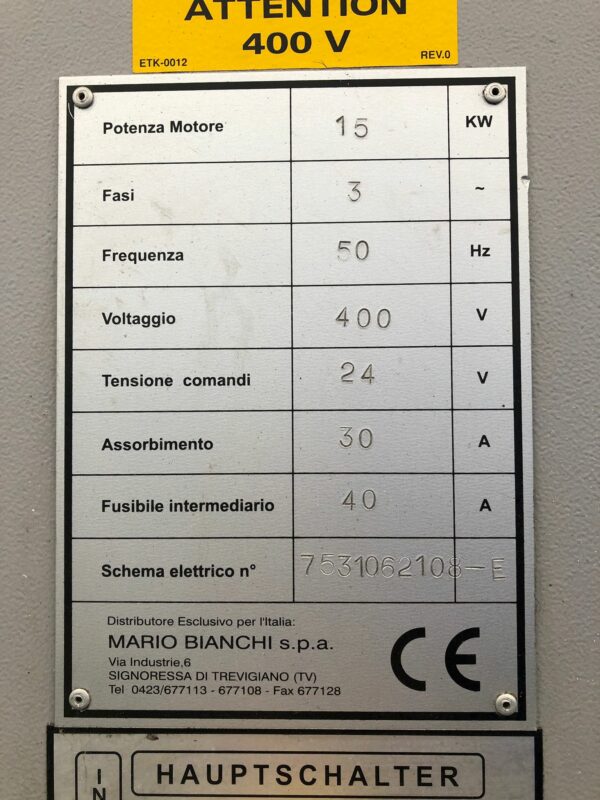 ATTENTION
400 V
ETK-0012 REV.0
Potenza Motore 15 KW
Fasi 3 ~
Frequenza 50 Hz
Voltaggio 400 V
Tensione comandi 24 V
Assorbimento 30 A
Fusibile intermediario 40 A
Schema elettrico n° 7531062108-E
Distributore Esclusivo per l'Italia:
MARIO BIANCHI s.p.a.
Via Industrie,6
SIGNORESSA DI TREVIGIANO (TV)
Tel 0423/677113 - 677108 - Fax 677128
CE
HAUPTSCHALTER